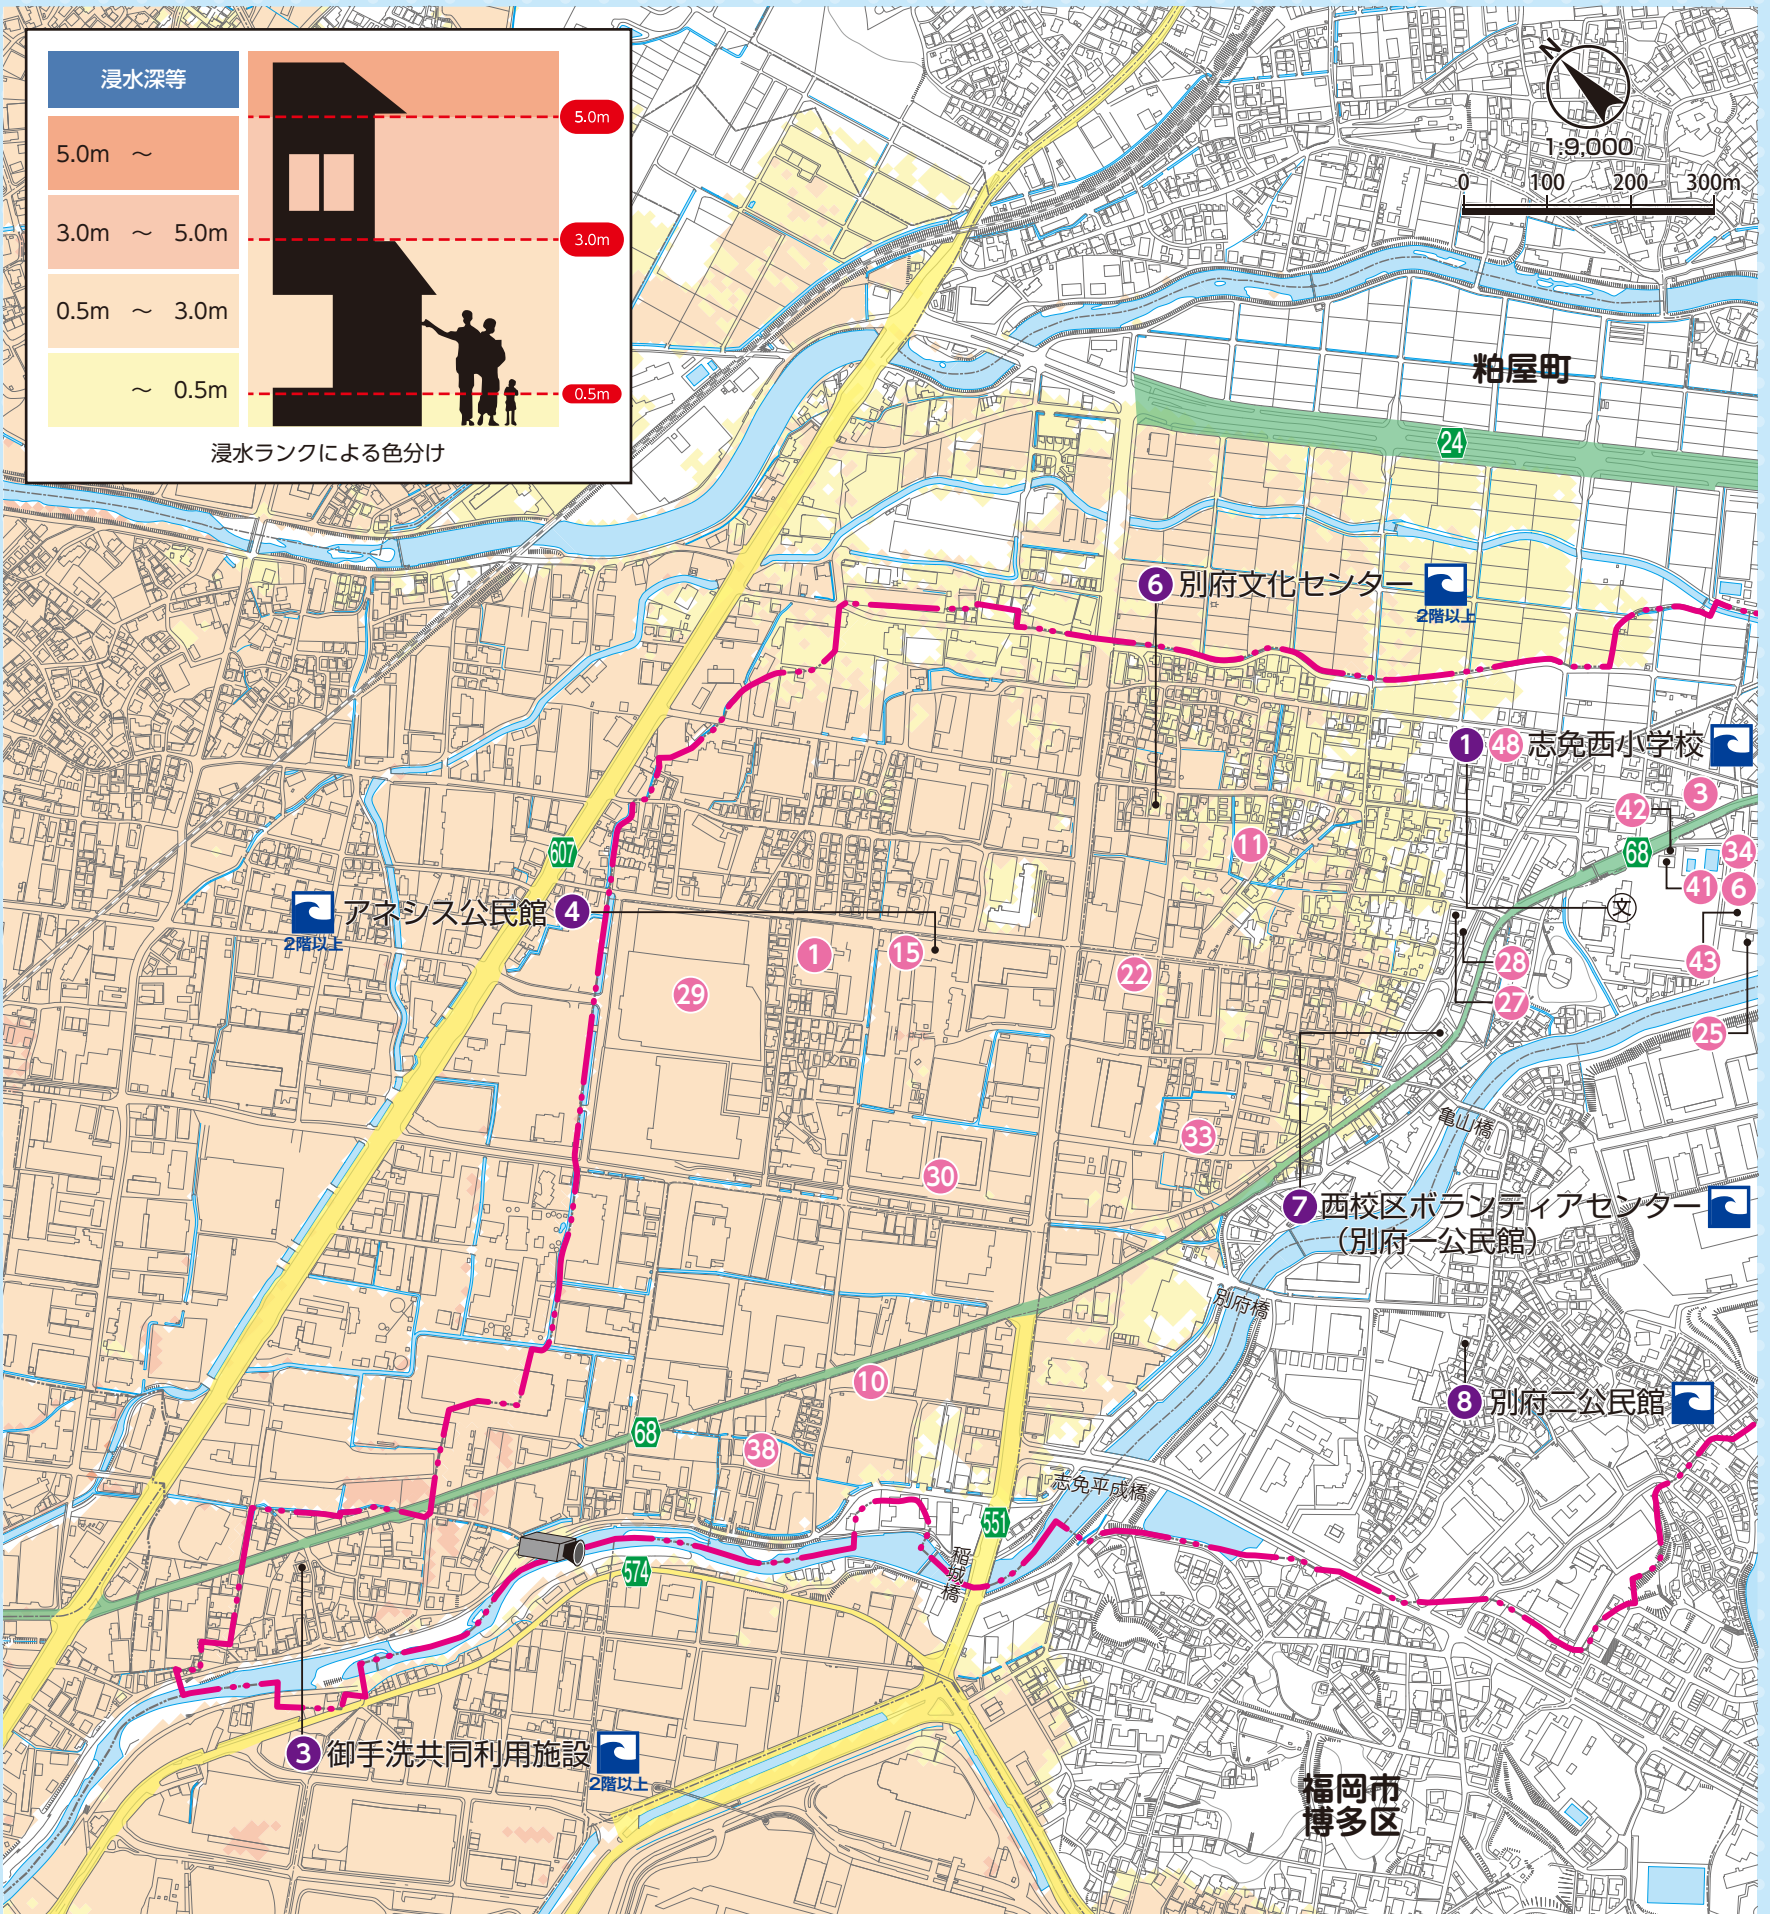 浸水深等
5.0m ～
3.0m ～ 5.0m
0.5m ～ 3.0m
～ 0.5m
5.0m
3.0m
0.5m
浸水ランクによる色分け
N
1:9,000
0 100 200 300m
粕屋町
24
6 別府文化センター
2階以上
1 48 志免西小学校
3
42
68
34
41 6
文
43
28
27
25
11
607
アネシス公民館 4
2階以上
1
15
22
29
33
30
亀山橋
7 西校区ボランティアセンター
(別府一公民館)
別府橋
10
8 別府二公民館
68
38
志免平成橋
551
稲城橋
574
3 御手洗共同利用施設
2階以上
福岡市
博多区